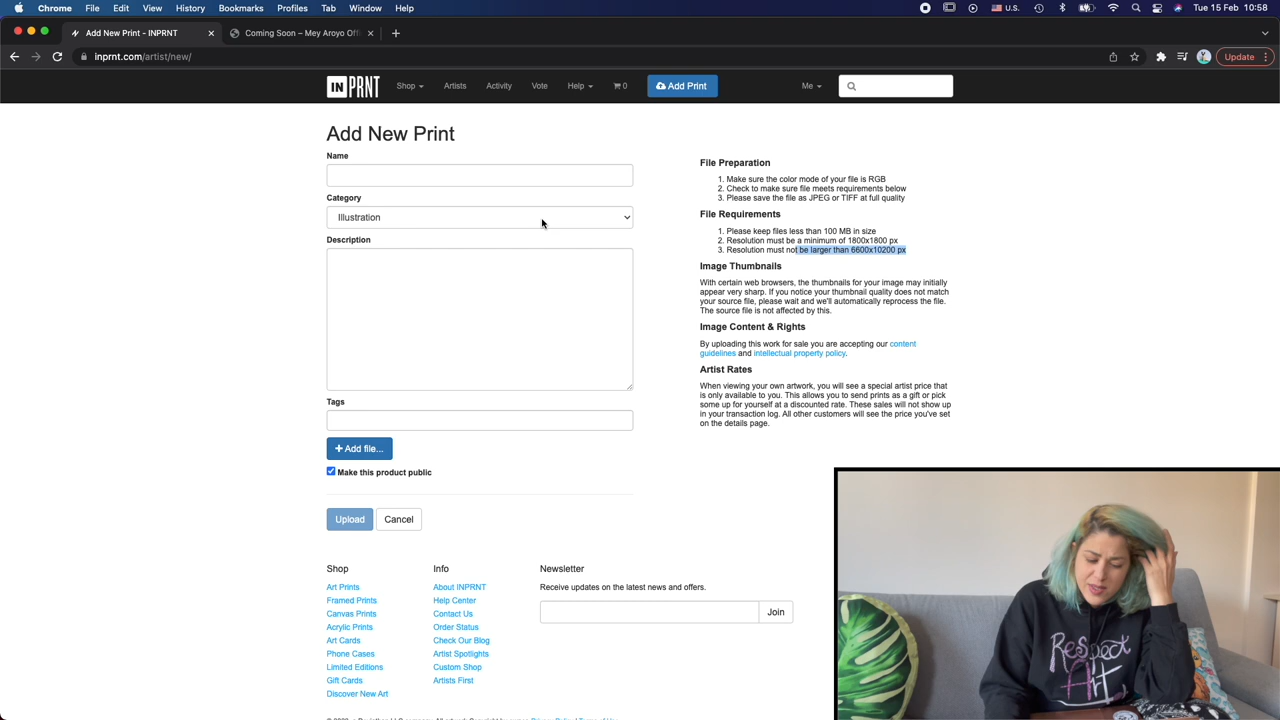 Chrome File Edit View History Bookmarks Profiles Tab Window Help U.S. Tue 15 Feb 10:58
Add New Print - INPRNT
Coming Soon – Mey Aroyo Offi
inprnt.com/artist/new/
Update
INPRNT Shop Artists Activity Vote Help 0 Add Print Me
Add New Print
Name
Category
Illustration
Description
Tags
+ Add file...
Make this product public
Upload Cancel
File Preparation
1. Make sure the color mode of your file is RGB
2. Check to make sure file meets requirements below
3. Please save the file as JPEG or TIFF at full quality
File Requirements
1. Please keep files less than 100 MB in size
2. Resolution must be a minimum of 1800x1800 px
3. Resolution must not be larger than 6600x10200 px
Image Thumbnails
With certain web browsers, the thumbnails for your image may initially
appear very sharp. If you notice your thumbnail quality does not match
your source file, please wait and we'll automatically reprocess the file.
The source file is not affected by this.
Image Content & Rights
By uploading this work for sale you are accepting our content
guidelines and intellectual property policy.
Artist Rates
When viewing your own artwork, you will see a special artist price that
is only available to you. This allows you to send prints as a gift or pick
some up for yourself at a discounted rate. These sales will not show up
in your transaction log. All other customers will see the price you've set
on the details page.
Shop
Art Prints
Framed Prints
Canvas Prints
Acrylic Prints
Art Cards
Phone Cases
Limited Editions
Gift Cards
Discover New Art
Info
About INPRNT
Help Center
Contact Us
Order Status
Check Our Blog
Artist Spotlights
Custom Shop
Artists First
Newsletter
Receive updates on the latest news and offers.
Join
Respect